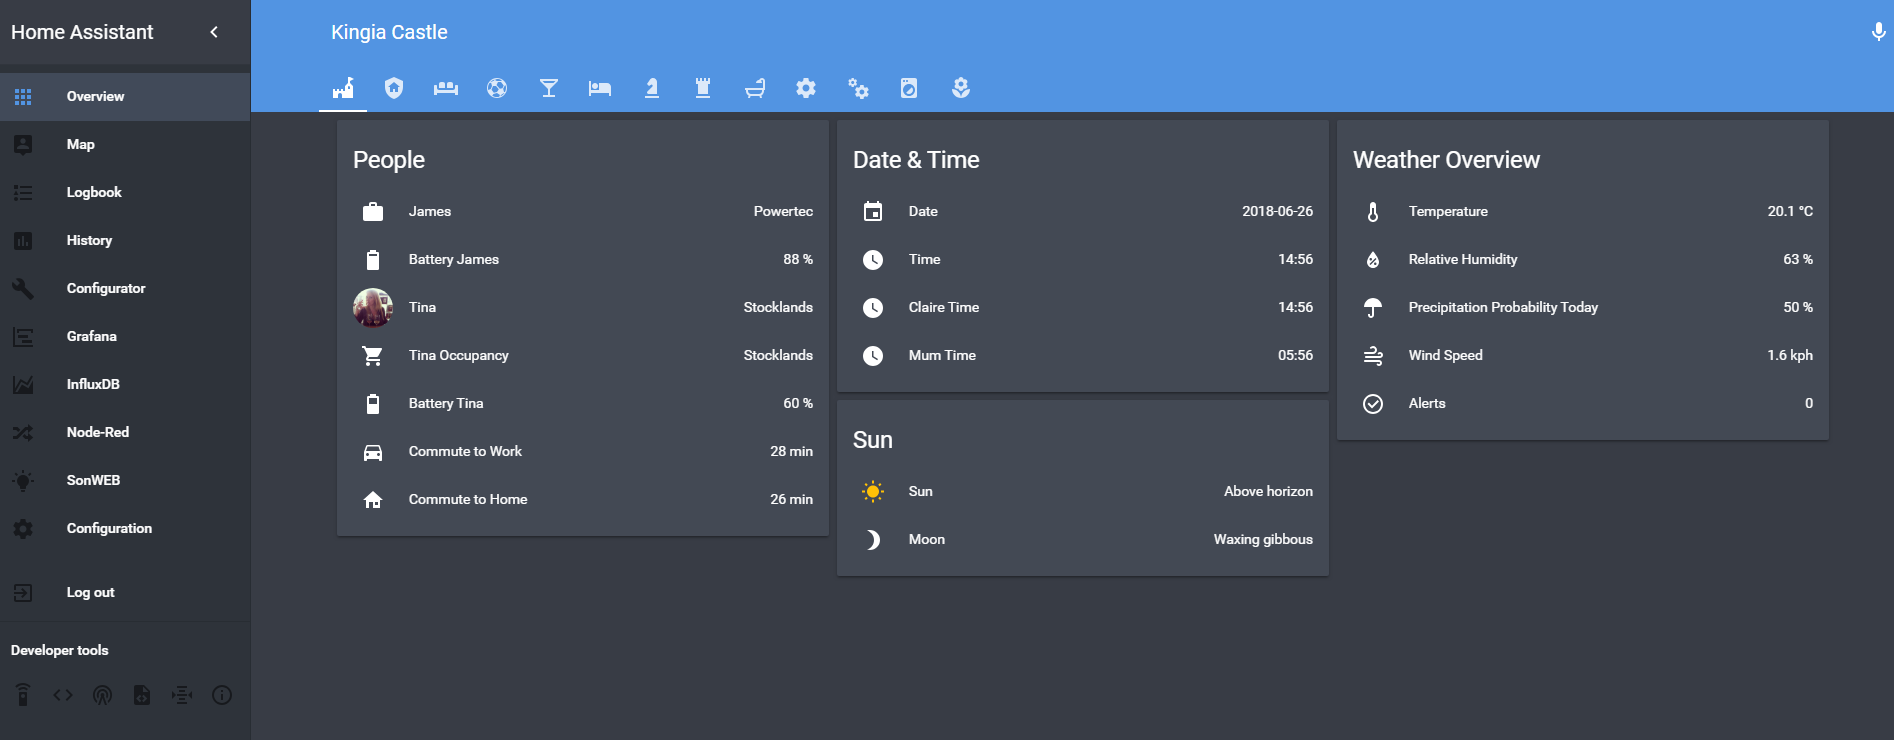 Home Assistant
Overview
Map
Logbook
History
Configurator
Grafana
InfluxDB
Node-Red
SonWEB
Configuration
Log out
Developer tools
Kingia Castle
People
James Powertec
Battery James 88 %
Tina Stocklands
Tina Occupancy Stocklands
Battery Tina 60 %
Commute to Work 28 min
Commute to Home 26 min
Date & Time
Date 2018-06-26
Time 14:56
Claire Time 14:56
Mum Time 05:56
Sun
Sun Above horizon
Moon Waxing gibbous
Weather Overview
Temperature 20.1 °C
Relative Humidity 63 %
Precipitation Probability Today 50 %
Wind Speed 1.6 kph
Alerts 0